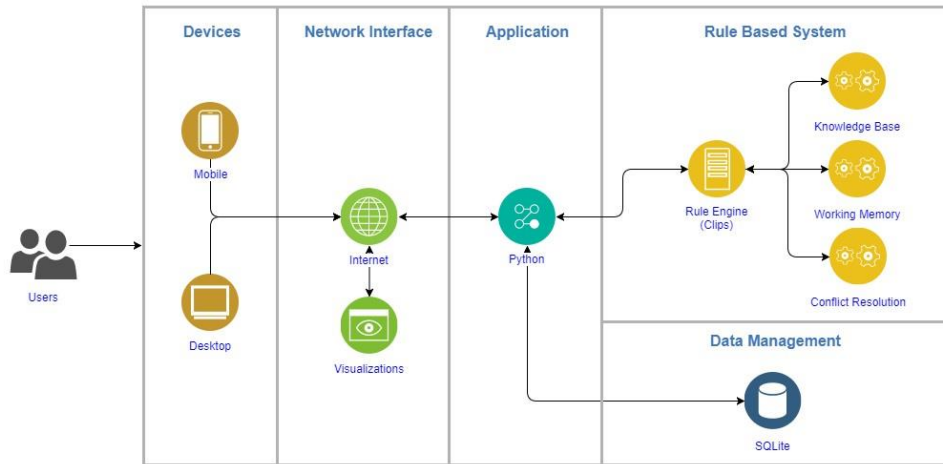 Devices
Network Interface
Application
Rule Based System
Mobile
Knowledge Base
Rule Engine
(Clips)
Working Memory
Internet
Python
Users
Conflict Resolution
Desktop
Visualizations
Data Management
SQLite